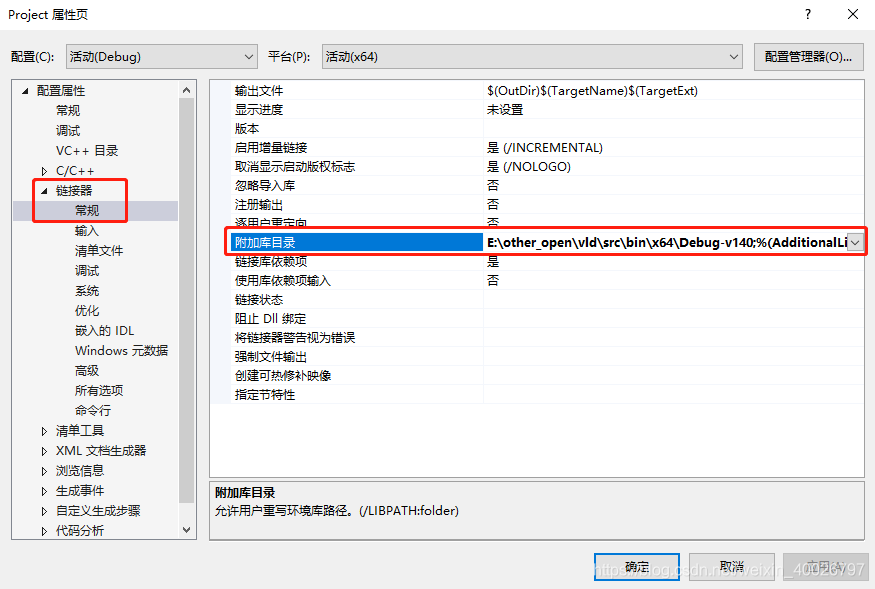 Project 属性页
配置(C): 活动(Debug) 平台(P): 活动(x64) 配置管理器(O)...
配置属性
常规
调试
VC++ 目录
C/C++
链接器
常规
输入
清单文件
调试
系统
优化
嵌入的 IDL
Windows 元数据
高级
所有选项
命令行
清单工具
XML 文档生成器
浏览信息
生成事件
自定义生成步骤
代码分析
输出文件 $(OutDir)$(TargetName)$(TargetExt)
显示进度 未设置
版本
启用增量链接 是 (/INCREMENTAL)
取消显示启动版权标志 是 (/NOLOGO)
忽略导入库 否
注册输出 否
逐用户重定向 否
附加库目录 E:\other_open\vld\src\bin\x64\Debug-v140;%(AdditionalLi
链接库依赖项 是
使用库依赖项输入 否
链接状态
阻止 Dll 绑定
将链接器警告视为错误
强制文件输出
创建可热修补映像
指定节特性
附加库目录
允许用户重写环境库路径。(/LIBPATH:folder)
确定 取消 应用(A)
https://blog.csdn.net/weixin_40026797